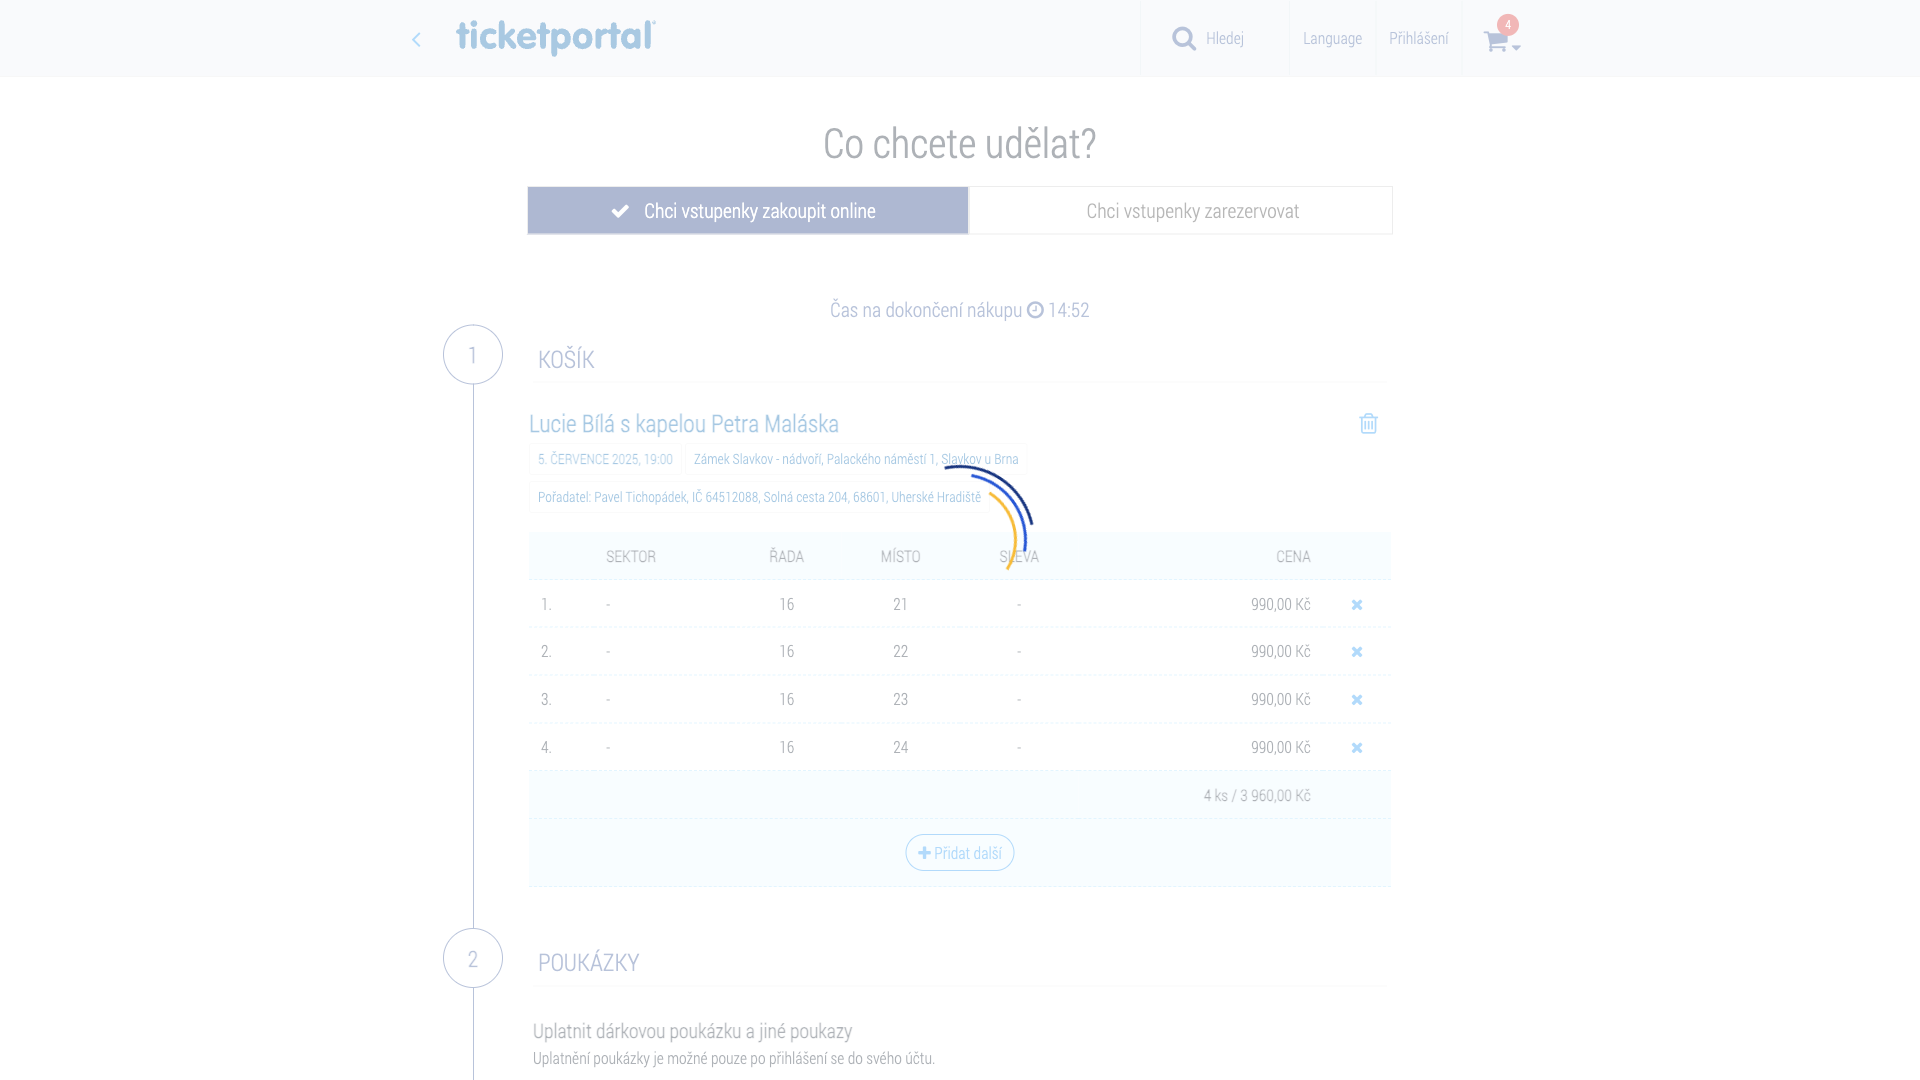 ticketportal
Hledej
Language
Přihlášení
4
Co chcete udělat?
Chci vstupenky zakoupit online
Chci vstupenky zarezervovat
Čas na dokončení nákupu 14:52
1
KOŠÍK
Lucie Bílá s kapelou Petra Maláska
5. ČERVENCE 2025, 19:00
Zámek Slavkov - nádvoří, Palackého náměstí 1, Slavkov u Brna
Pořadatel: Pavel Tichopádek, IČ 64512088, Solná cesta 204, 68601, Uherské Hradiště
SEKTOR ŘADA MÍSTO SLEVA CENA
1. - 16 21 - 990,00 Kč
2. - 16 22 - 990,00 Kč
3. - 16 23 - 990,00 Kč
4. - 16 24 - 990,00 Kč
4 ks / 3 960,00 Kč
Přidat další
2
POUKÁZKY
Uplatnit dárkovou poukázku a jiné poukazy
Uplatnění poukázky je možné pouze po přihlášení se do svého účtu.